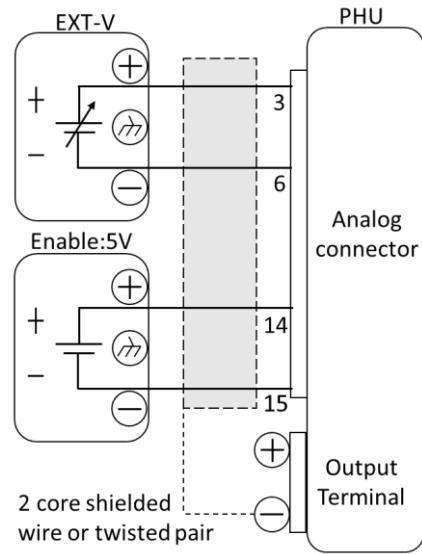 EXT-V
PHU
+
+
3
−
−
6
Enable:5V
Analog
connector
+
+
14
−
−
15
+
Output
Terminal
−
2 core shielded
wire or twisted pair